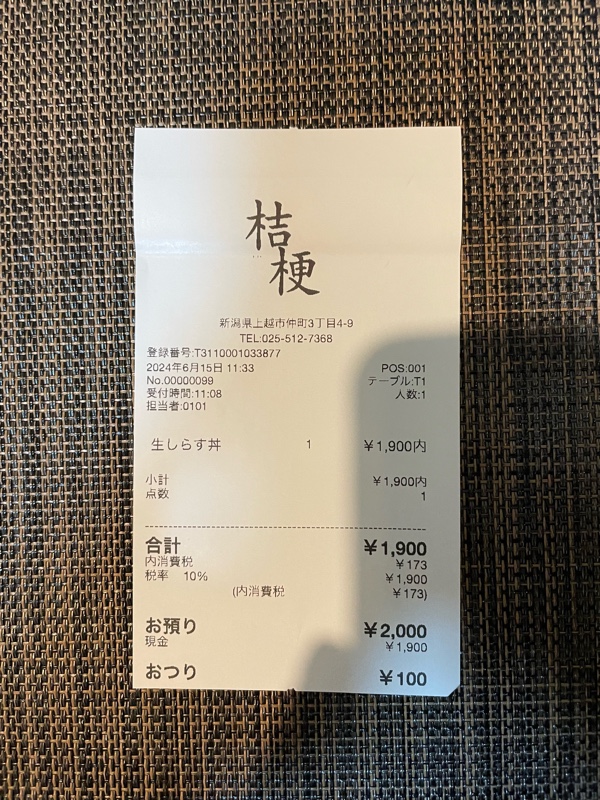 桔梗
新潟県上越市仲町3丁目4-9
TEL:025-512-7368
登録番号:T3110001033877
2024年6月15日 11:33 POS:001
No.00000099 テーブル:T1
受付時間:11:08 人数:1
担当者:0101
生しらす丼 1 ¥1,900内
小計 ¥1,900内
点数 1
合計 ¥1,900
内消費税 ¥173
税率 10% ¥1,900
(内消費税 ¥173)
お預り ¥2,000
現金 ¥1,900
おつり ¥100